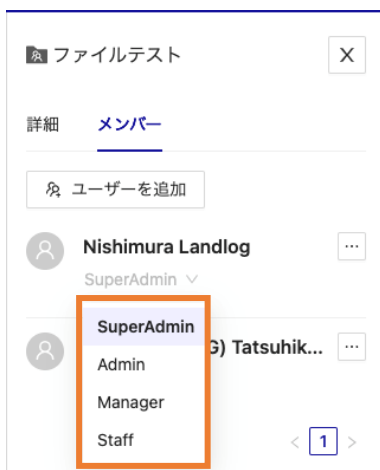 ファイルテスト
X
詳細 メンバー
ユーザーを追加
Nishimura Landlog
SuperAdmin
SuperAdmin
G) Tatsuhik...
Admin
Manager
Staff
< 1 >